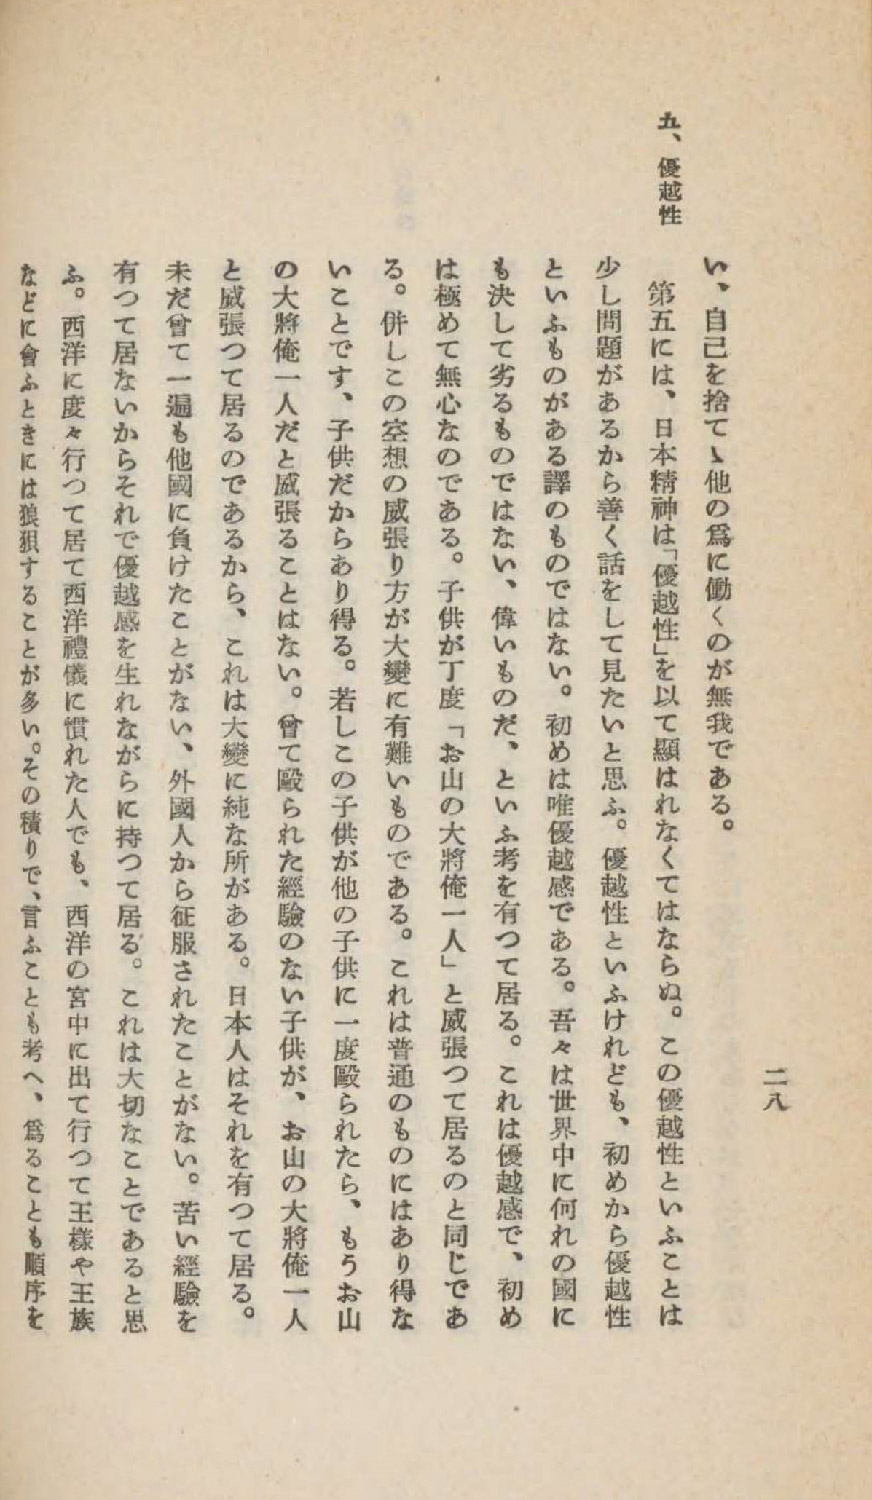 二八
五、優越性
い、自己を捨てゝ他の爲に働くのが無我である。
第五には、日本精神は「優越性」を以て顯はれなくてはならぬ。この優越性といふことは
少し問題があるから善く話をして見たいと思ふ。優越性といふけれども、初めから優越性
といふものがある譯のものではない。初めは唯優越感である。吾々は世界中に何れの國に
も決して劣るものではない、偉いものだ、といふ考を有つて居る。これは優越感で、初め
は極めて無心なのである。子供が丁度「お山の大將俺一人」と威張つて居るのと同じであ
る。併しこの空想の威張り方が大變に有難いものである。これは普通のものにはあり得な
いことです、子供だからあり得る。若しこの子供が他の子供に一度毆られたら、もうお山
の大將俺一人だと威張ることはない。曾て毆られた經驗のない子供が、お山の大將俺一人
と威張つて居るのであるから、これは大變に純な所がある。日本人はそれを有つて居る。
未だ曾て一遍も他國に負けたことがない、外國人から征服されたことがない。苦い經驗を
有つて居ないからそれで優越感を生れながらに持つて居る。これは大切なことであると思
ふ。西洋に度々行つて居て西洋禮儀に慣れた人でも、西洋の宮中に出て行つて王樣や王族
などに會ふときには狼狽することが多い。その積りで、言ふことも考へ、爲ることも順序を